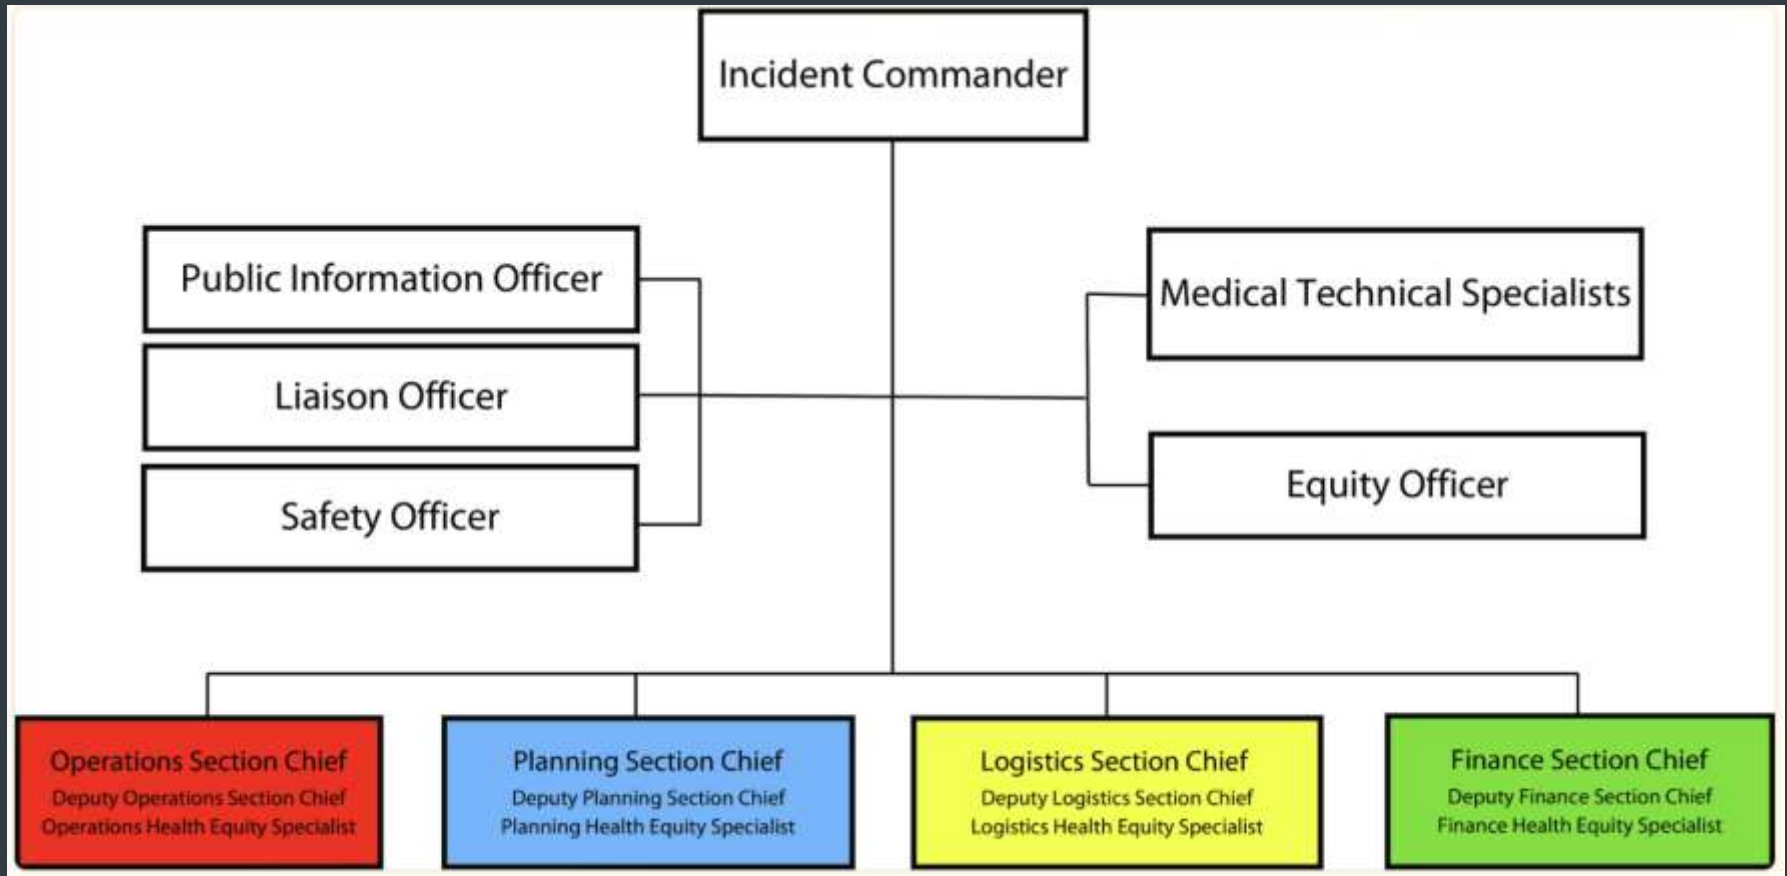 Incident Commander
Public Information Officer
Liaison Officer
Safety Officer
Medical Technical Specialists
Equity Officer
Operations Section Chief
Deputy Operations Section Chief
Operations Health Equity Specialist
Planning Section Chief
Deputy Planning Section Chief
Planning Health Equity Specialist
Logistics Section Chief
Deputy Logistics Section Chief
Logistics Health Equity Specialist
Finance Section Chief
Deputy Finance Section Chief
Finance Health Equity Specialist